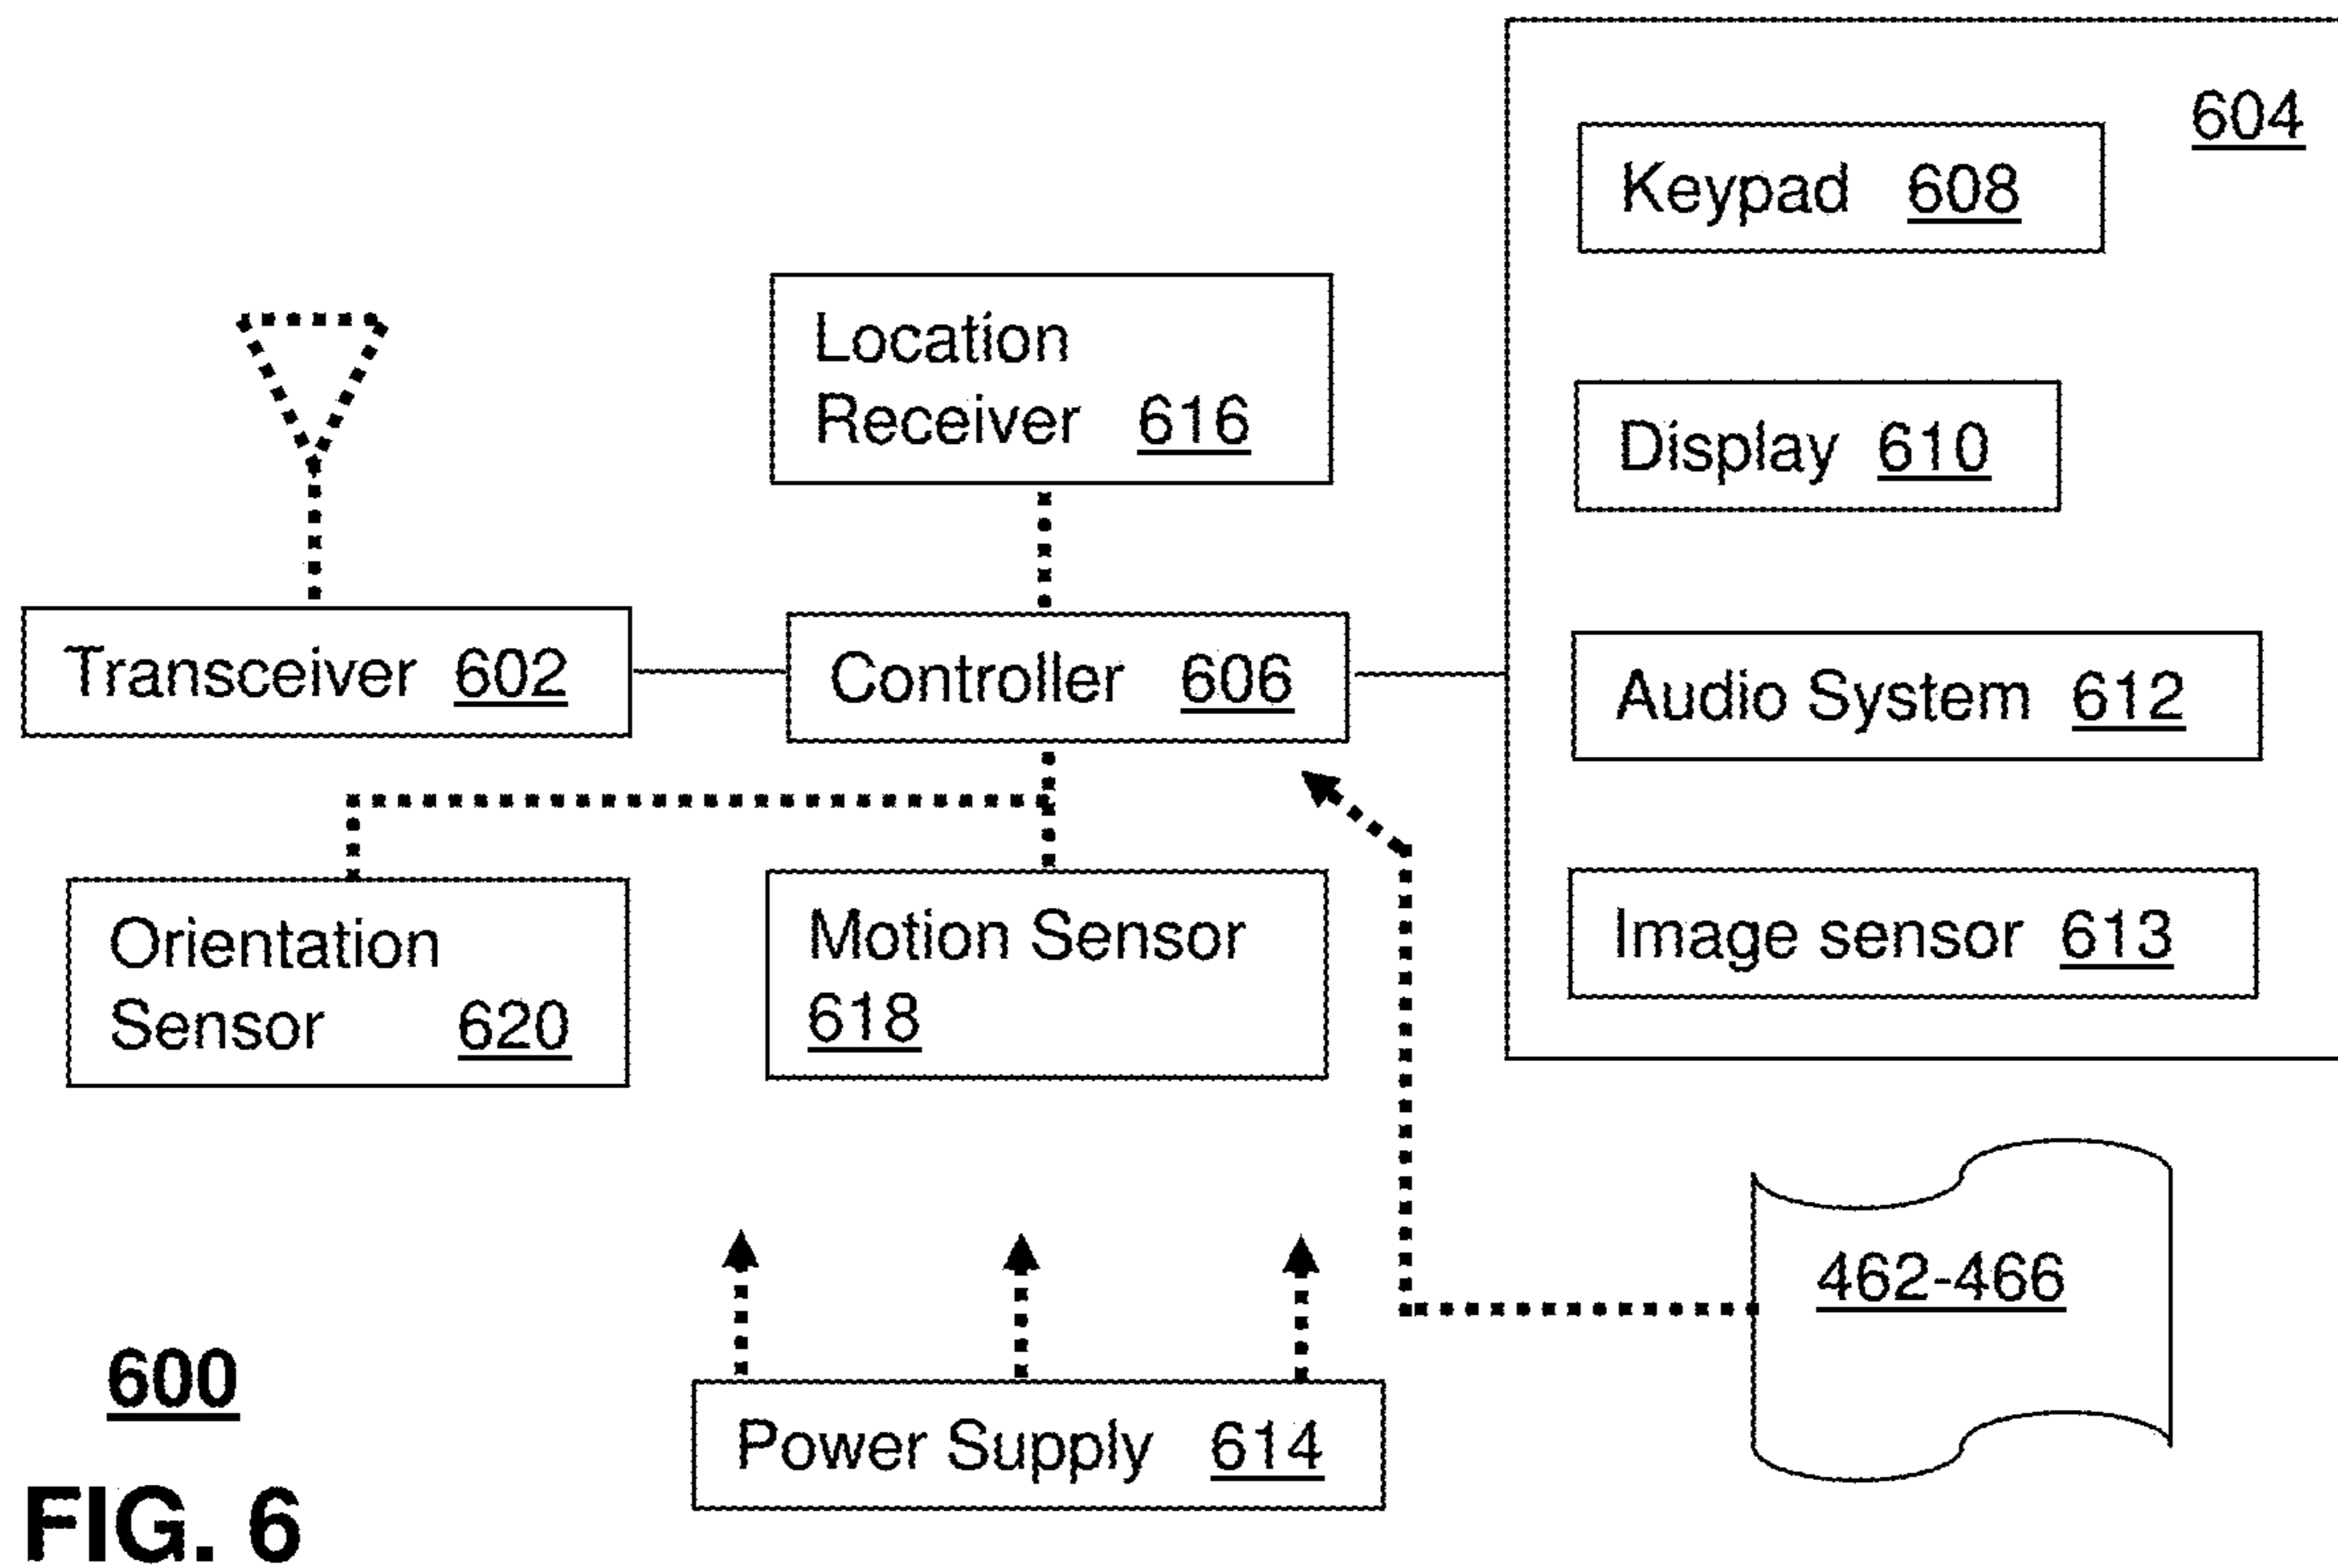 604
Keypad 608
Location
Receiver 616
Display 610
Transceiver 602
Controller 606
Audio System 612
Orientation
Sensor 620
Motion Sensor
618
Image sensor 613
462-466
600
Power Supply 614
FIG. 6